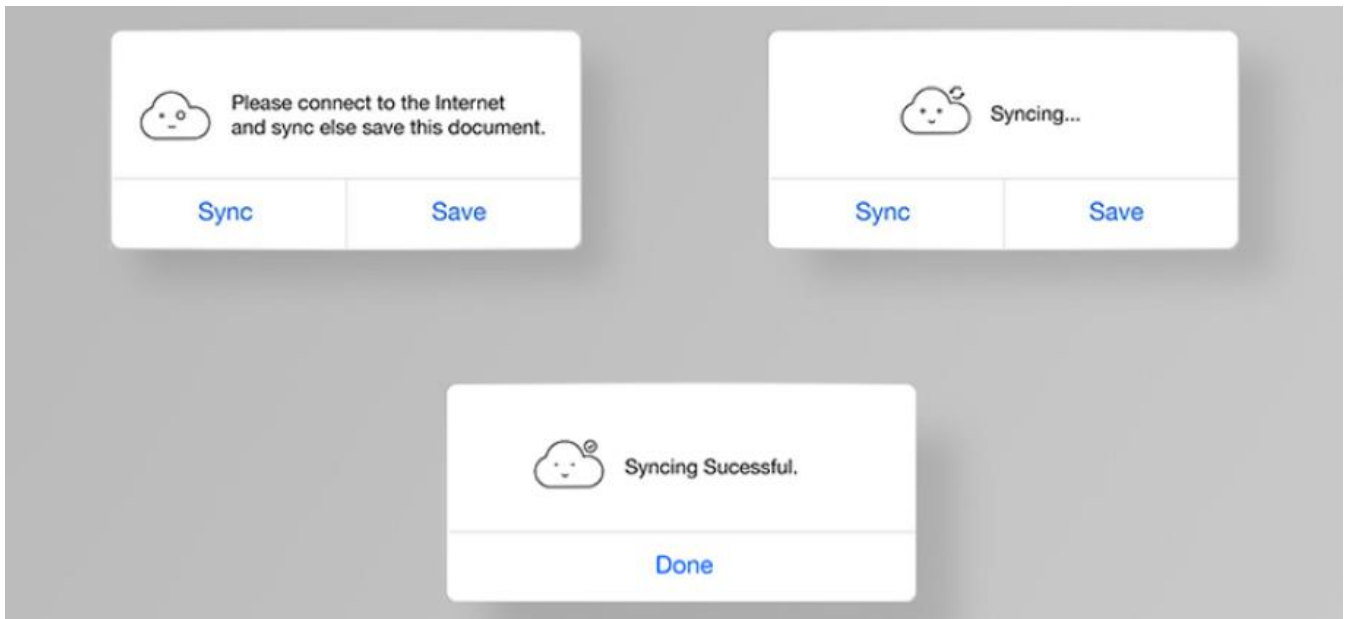 Please connect to the Internet
and sync else save this document.
Sync
Save
Syncing...
Sync
Save
Syncing Sucessful.
Done